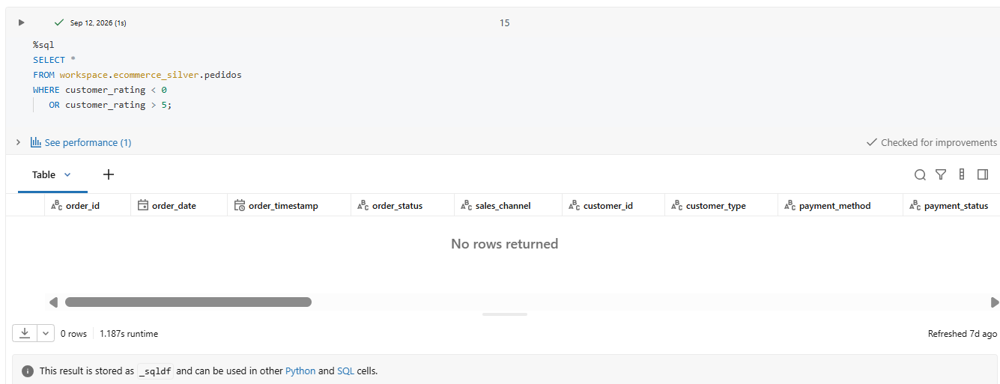 Sep 12, 2026 (1s)
15
%sql
SELECT *
FROM workspace.ecommerce_silver.pedidos
WHERE customer_rating < 0
OR customer_rating > 5;
See performance (1)
Checked for improvements
Table
order_id order_date order_timestamp order_status sales_channel customer_id customer_type payment_method payment_status
No rows returned
0 rows 1.187s runtime
Refreshed 7d ago
This result is stored as _sqldf and can be used in other Python and SQL cells.